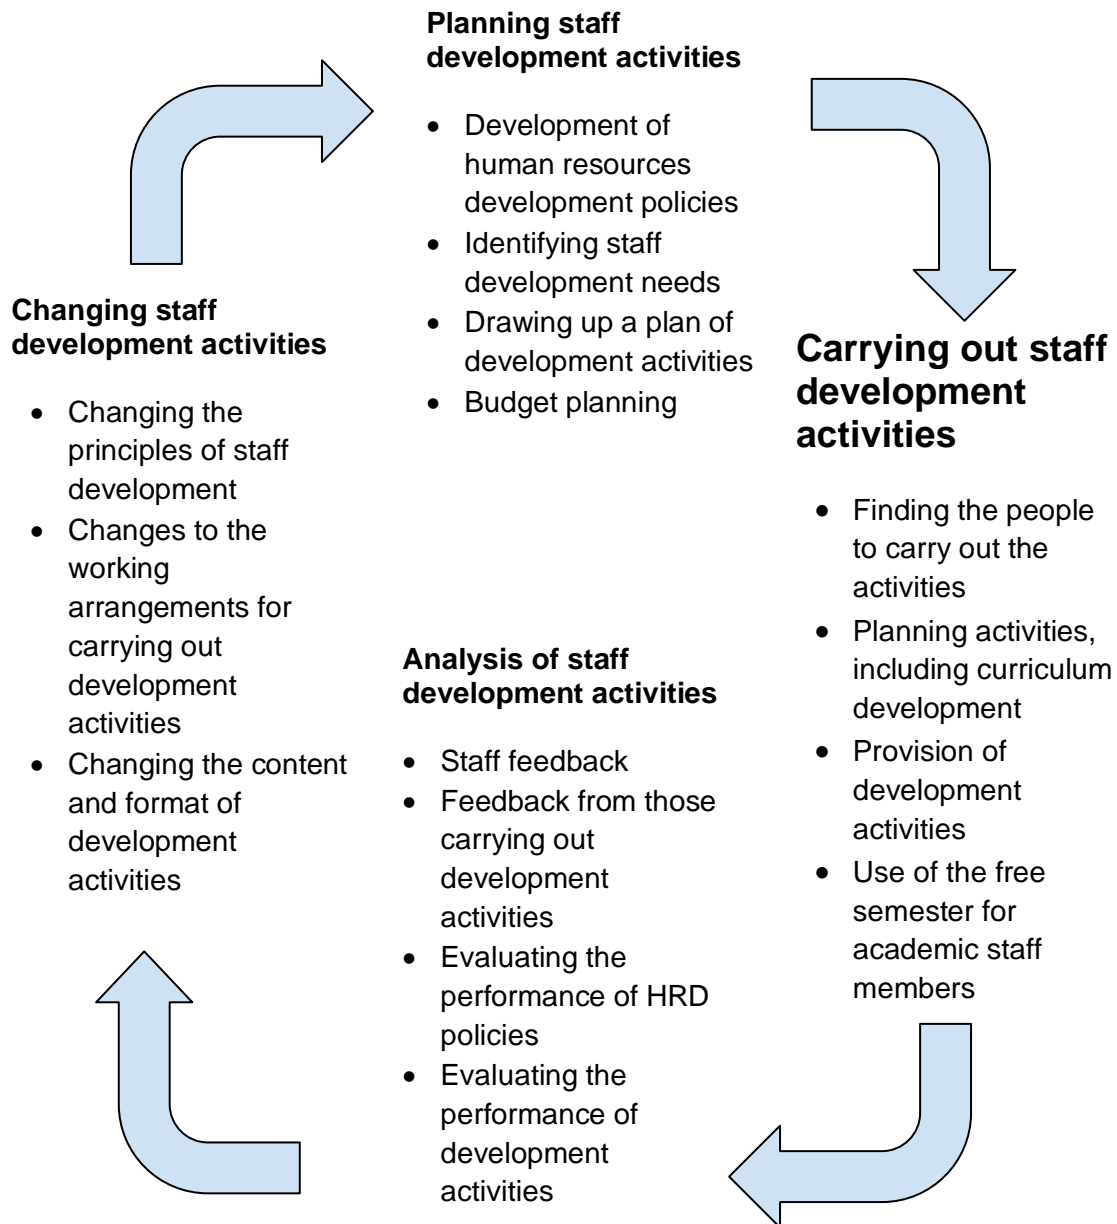 Planning staff
development activities
• Development of
human resources
development policies
• Identifying staff
development needs
• Drawing up a plan of
development activities
• Budget planning
Carrying out staff
development
activities
• Finding the people
to carry out the
activities
• Planning activities,
including curriculum
development
• Provision of
development
activities
• Use of the free
semester for
academic staff
members
Analysis of staff
development activities
• Staff feedback
• Feedback from those
carrying out
development
activities
• Evaluating the
performance of HRD
policies
• Evaluating the
performance of
development
activities
Changing staff
development activities
• Changing the
principles of staff
development
• Changes to the
working
arrangements for
carrying out
development
activities
• Changing the content
and format of
development
activities